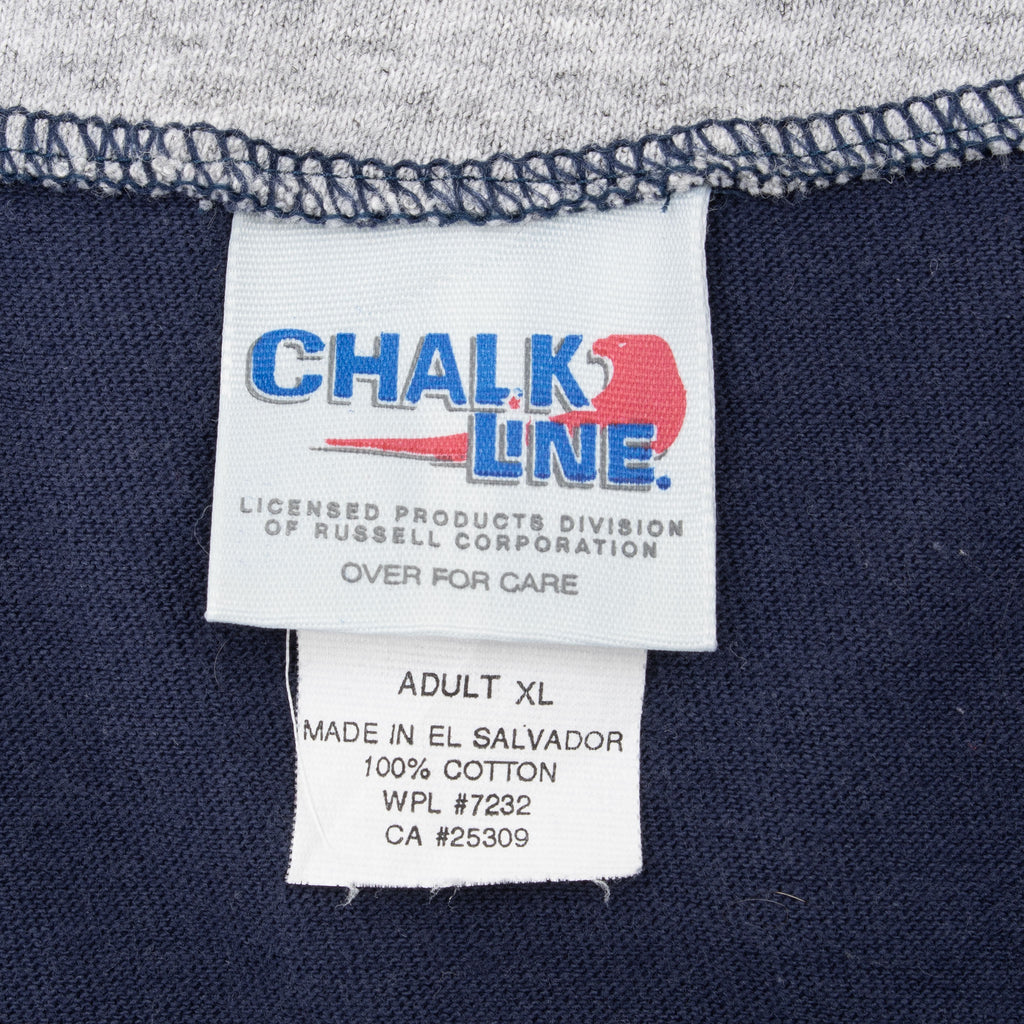 CHALK
LINE.
LICENSED PRODUCTS DIVISION
OF RUSSELL CORPORATION
OVER FOR CARE
ADULT XL
MADE IN EL SALVADOR
100% COTTON
WPL #7232
CA #25309